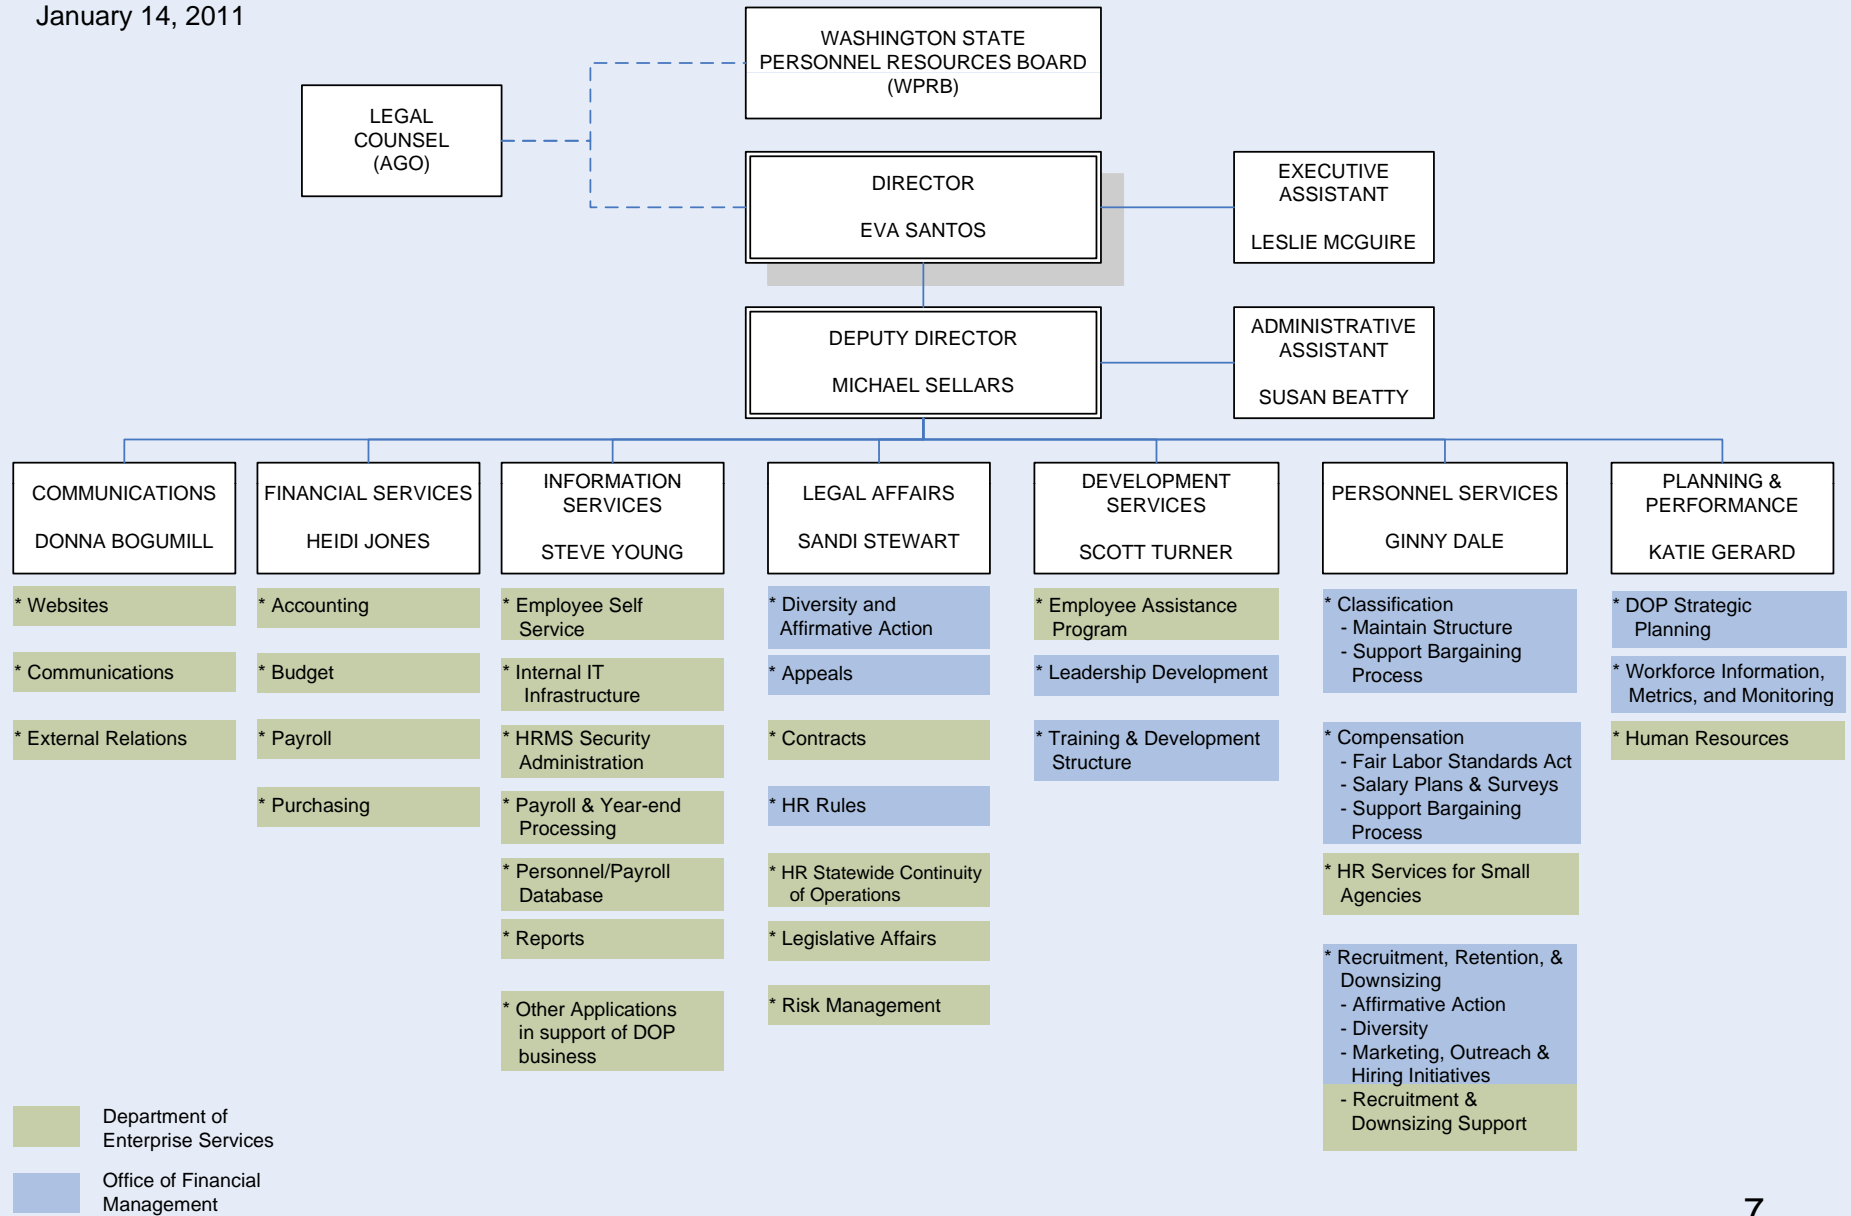 January 14, 2011
WASHINGTON STATE
PERSONNEL RESOURCES BOARD
(WPRB)
LEGAL
COUNSEL
(AGO)
DIRECTOR
EVA SANTOS
EXECUTIVE
ASSISTANT
LESLIE MCGUIRE
DEPUTY DIRECTOR
MICHAEL SELLARS
ADMINISTRATIVE
ASSISTANT
SUSAN BEATTY
COMMUNICATIONS
DONNA BOGUMILL
* Websites
* Communications
* External Relations
FINANCIAL SERVICES
HEIDI JONES
* Accounting
* Budget
* Payroll
* Purchasing
INFORMATION
SERVICES
STEVE YOUNG
* Employee Self
Service
* Internal IT
Infrastructure
* HRMS Security
Administration
* Payroll & Year-end
Processing
* Personnel/Payroll
Database
* Reports
* Other Applications
in support of DOP
business
LEGAL AFFAIRS
SANDI STEWART
* Diversity and
Affirmative Action
* Appeals
* Contracts
* HR Rules
* HR Statewide Continuity
of Operations
* Legislative Affairs
* Risk Management
DEVELOPMENT
SERVICES
SCOTT TURNER
* Employee Assistance
Program
* Leadership Development
* Training & Development
Structure
PERSONNEL SERVICES
GINNY DALE
* Classification
- Maintain Structure
- Support Bargaining
Process
* Compensation
- Fair Labor Standards Act
- Salary Plans & Surveys
- Support Bargaining
Process
* HR Services for Small
Agencies
* Recruitment, Retention, &
Downsizing
- Affirmative Action
- Diversity
- Marketing, Outreach &
Hiring Initiatives
- Recruitment &
Downsizing Support
PLANNING &
PERFORMANCE
KATIE GERARD
* DOP Strategic
Planning
* Workforce Information,
Metrics, and Monitoring
* Human Resources
Department of
Enterprise Services
Office of Financial
Management
7